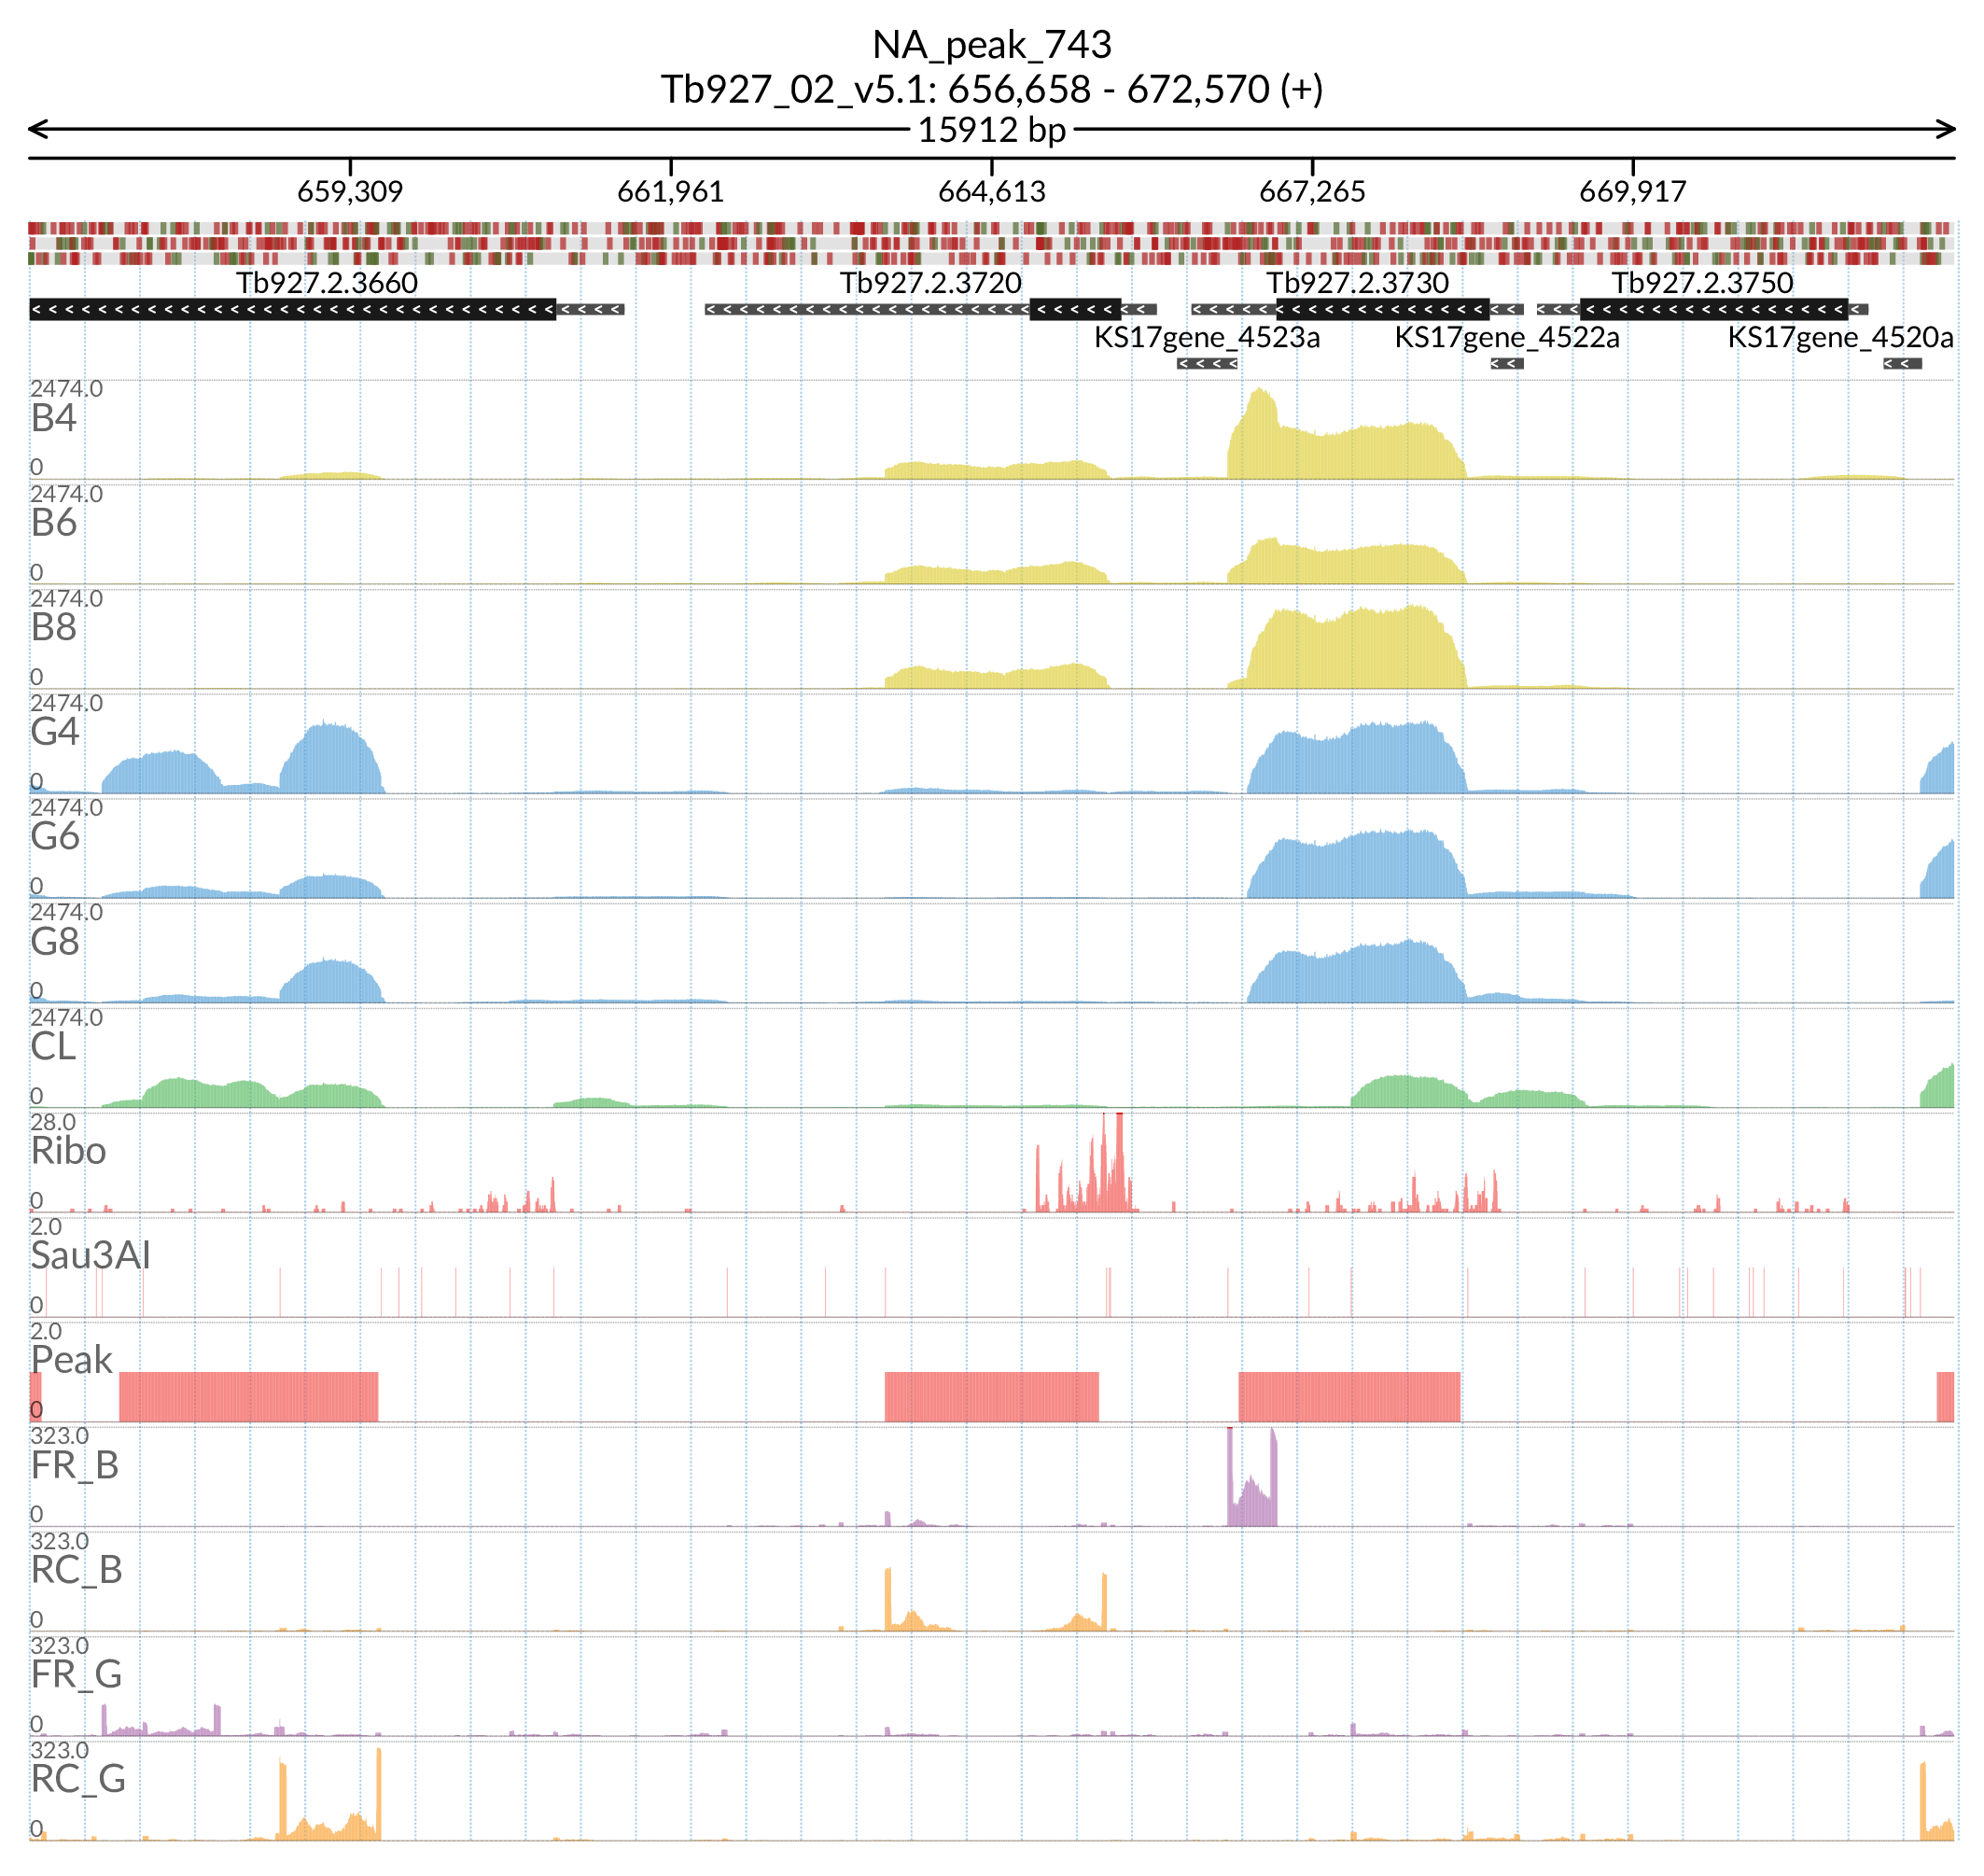 NA_peak_743
Tb927_02_v5.1: 656,658 - 672,570 (+)
15912 bp
659,309 661,961 664,613 667,265 669,917
Tb927.2.3660 Tb927.2.3720 Tb927.2.3730 Tb927.2.3750
KS17gene_4523a KS17gene_4522a KS17gene_4520a
2474.0
B4
0
2474.0
B6
0
2474.0
B8
0
2474.0
G4
0
2474.0
G6
0
2474.0
G8
0
2474.0
CL
0
28.0
Ribo
0
2.0
Sau3AI
0
2.0
Peak
0
323.0
FR_B
0
323.0
RC_B
0
323.0
FR_G
0
323.0
RC_G
0